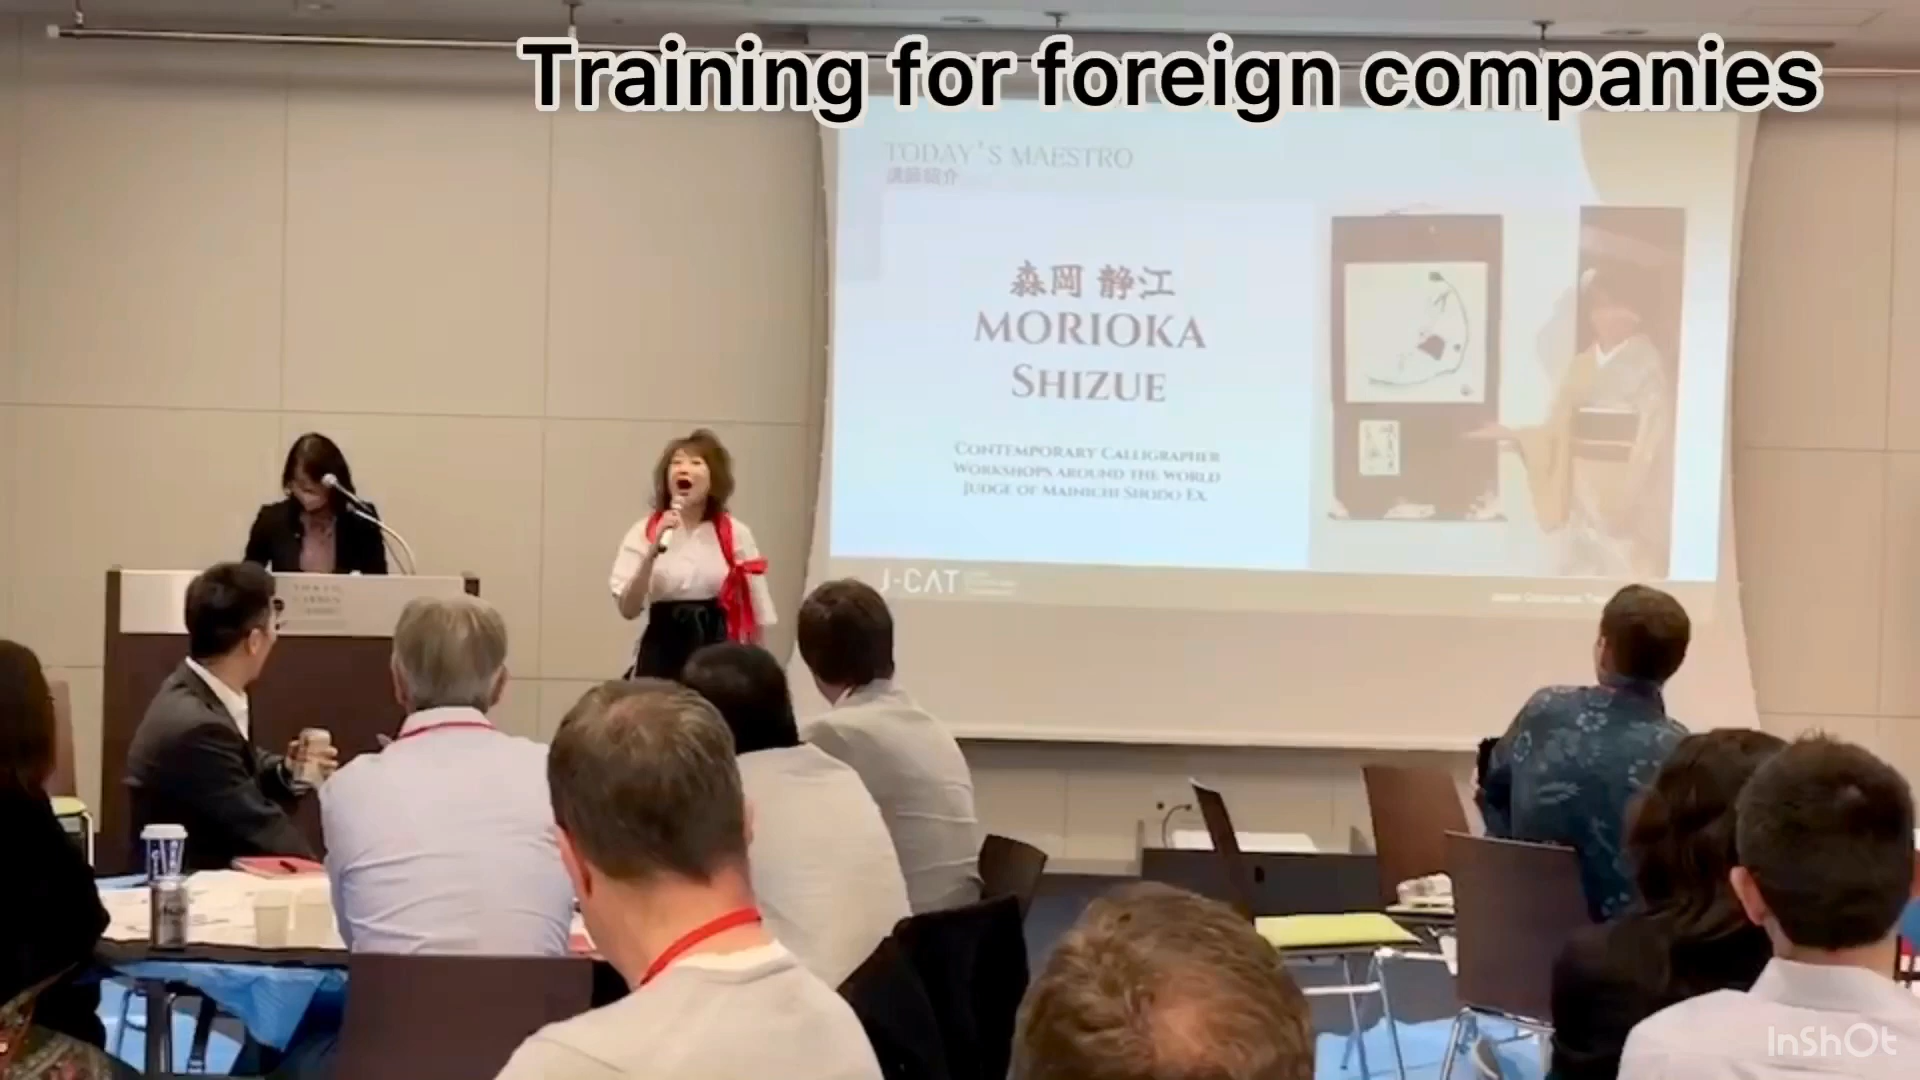 Training for foreign companies
TODAY'S MAESTRO
講師紹介
森岡 静江
MORIOKA
SHIZUE
CONTEMPORARY CALLIGRAPHER
WORKSHOPS AROUND THE WORLD
JUDGE OF MAINICHI SHODO EX.
J-CAT
InShOt